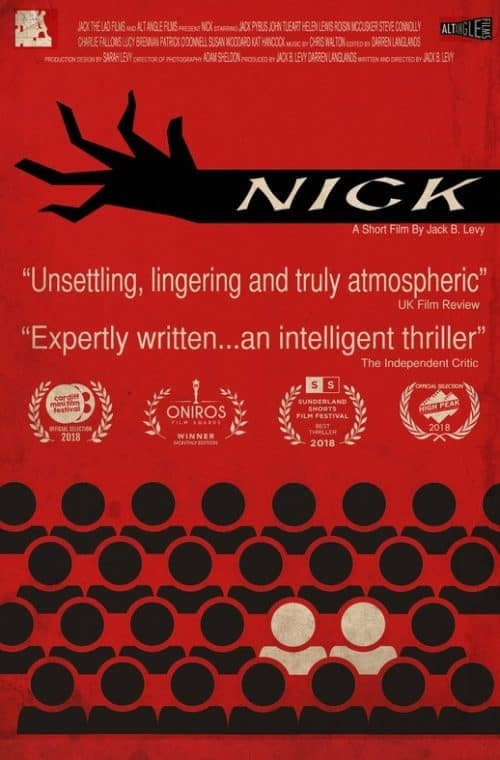 JACK THE LAD FILMS AND ALT ANGLE FILMS PRESENT NICK STARRING JACK PYBUS JOHN TUEART HELEN LEWIS ROISIN MCCUSKER STEVE CONNOLLY
CHARLIE FALLOWS LUCY BRENNAN PATRICK O'DONNELL SUSAN WOODARD KAT HANCOCK MUSIC BY CHRIS WALTON EDITED BY DARREN LANGLANDS
PRODUCTION DESIGN BY SARAH LEVY DIRECTOR OF PHOTOGRAPHY ADAM SHELDON PRODUCED BY JACK B. LEVY DARREN LANGLANDS WRITTEN AND DIRECTED BY JACK B. LEVY
ALT ANGLE FILMS
NICK
A Short Film By Jack B. Levy
“Unsettling, lingering and truly atmospheric”
UK Film Review
“Expertly written...an intelligent thriller”
The Independent Critic
cardiff
mini film
festival
OFFICIAL SELECTION
2018
ONIROS
FILM AWARDS
WINNER
MONTHLY EDITION
S S
SUNDERLAND
SHORTS
FILM FESTIVAL
BEST
THRILLER
2018
OFFICIAL SELECTION
HIGH PEAK
2018